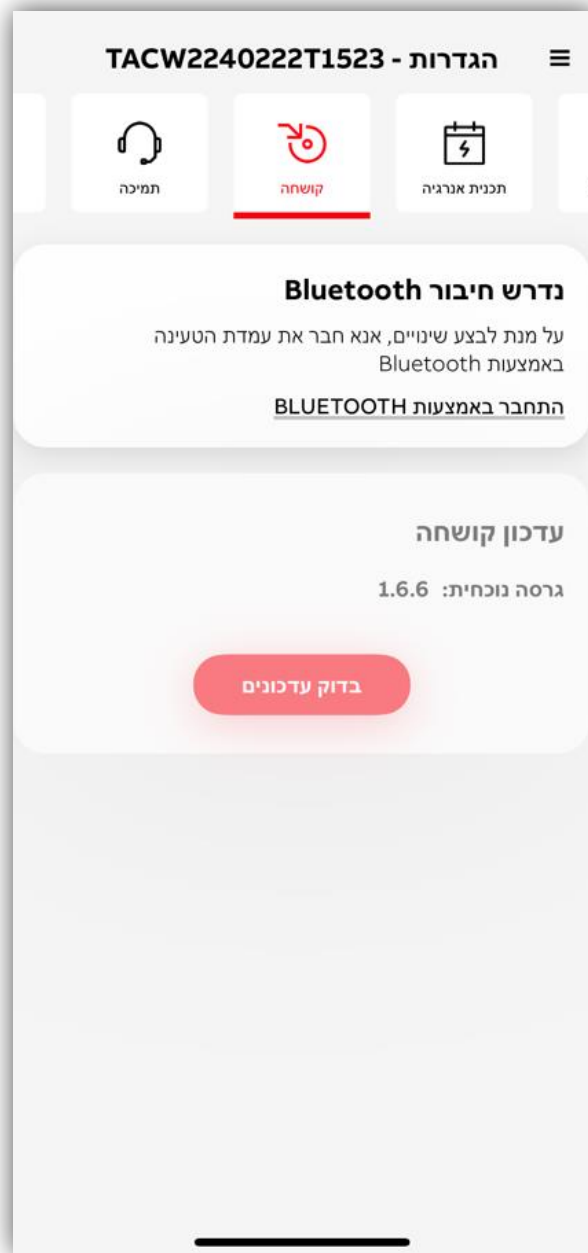 הגדרות - TACW2240222T1523
תכנית אנרגיה
קושחה
תמיכה
נדרש חיבור Bluetooth
על מנת לבצע שינויים, אנא חבר את עמדת הטעינה
באמצעות Bluetooth
התחבר באמצעות BLUETOOTH
עדכון קושחה
גרסה נוכחית: 1.6.6
בדוק עדכונים